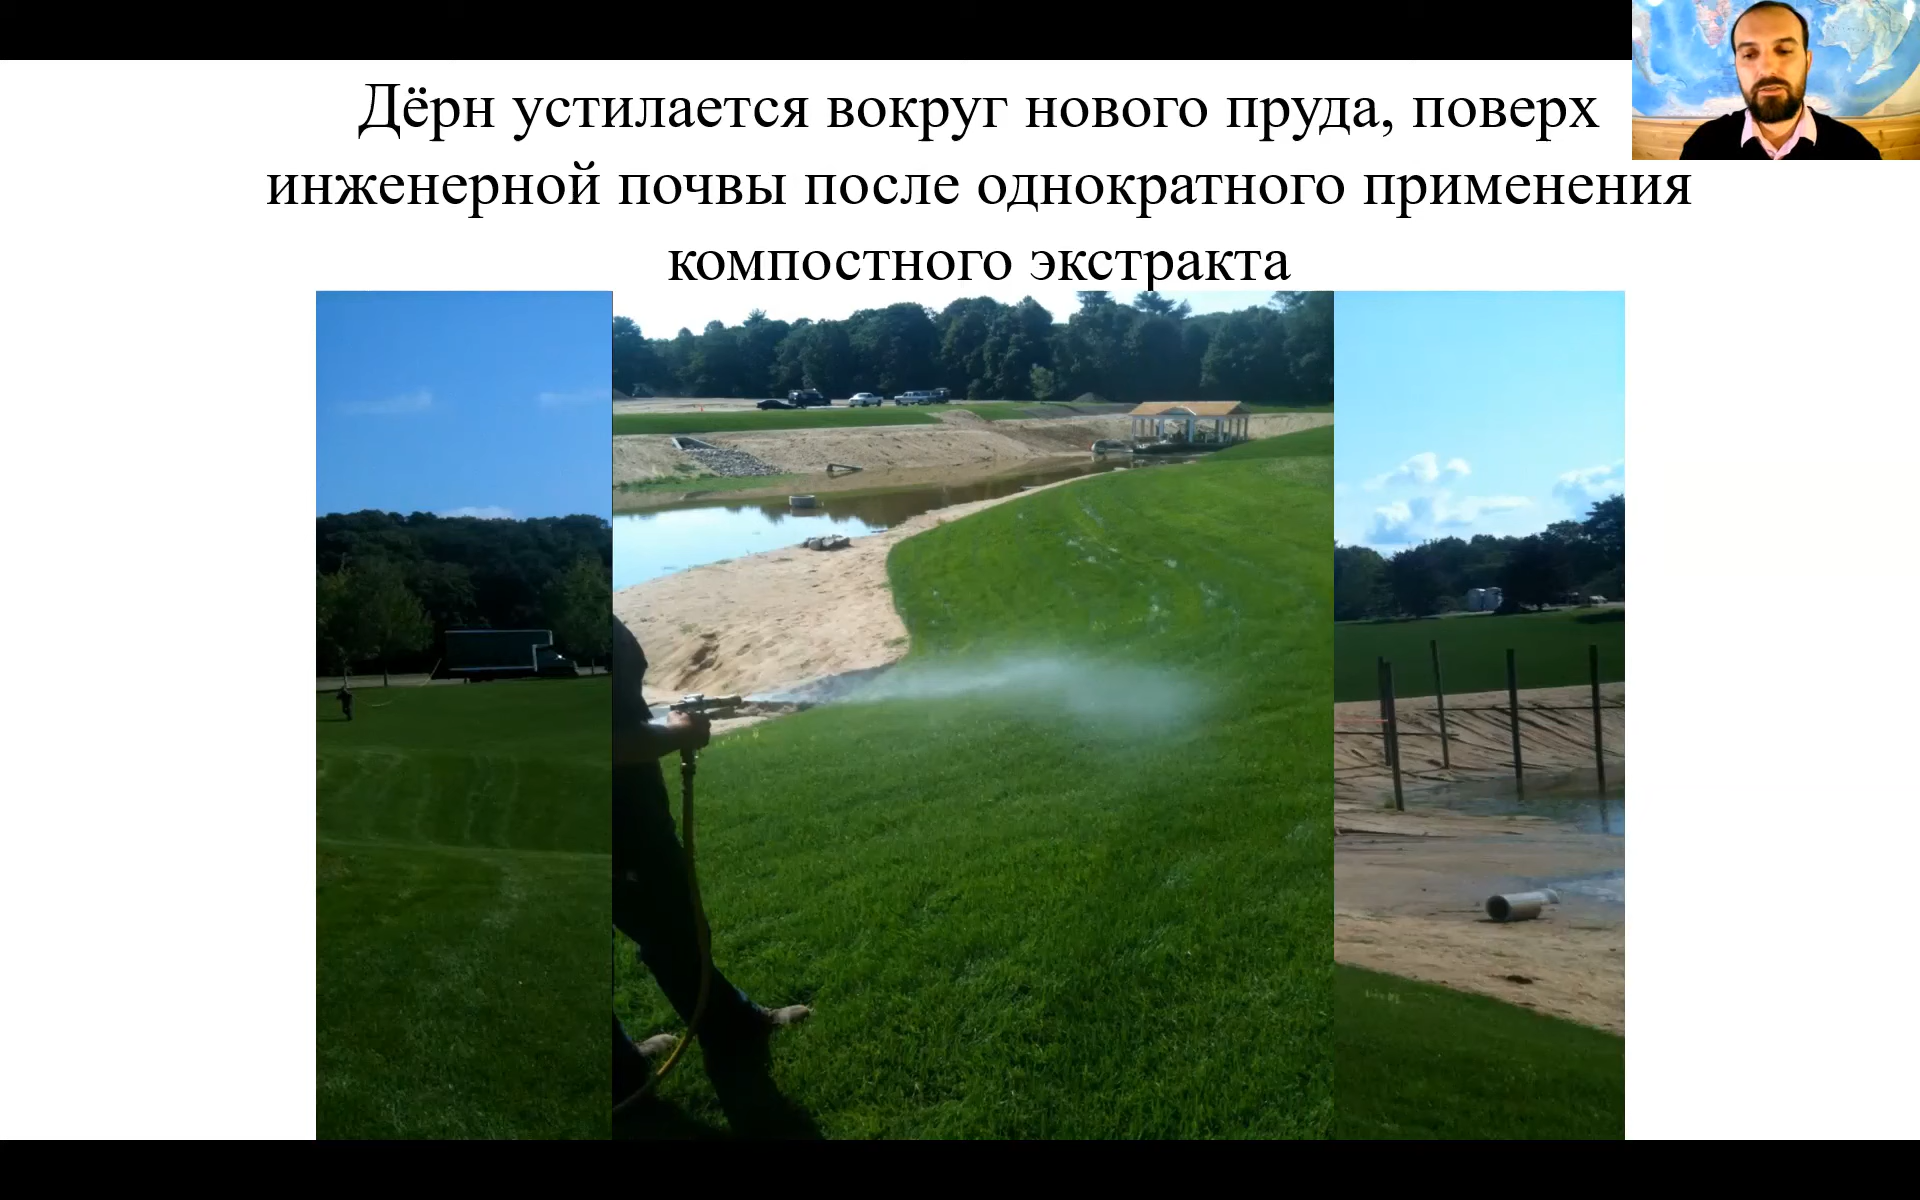 Дёрн устилается вокруг нового пруда, поверх
инженерной почвы после однократного применения
компостного экстракта